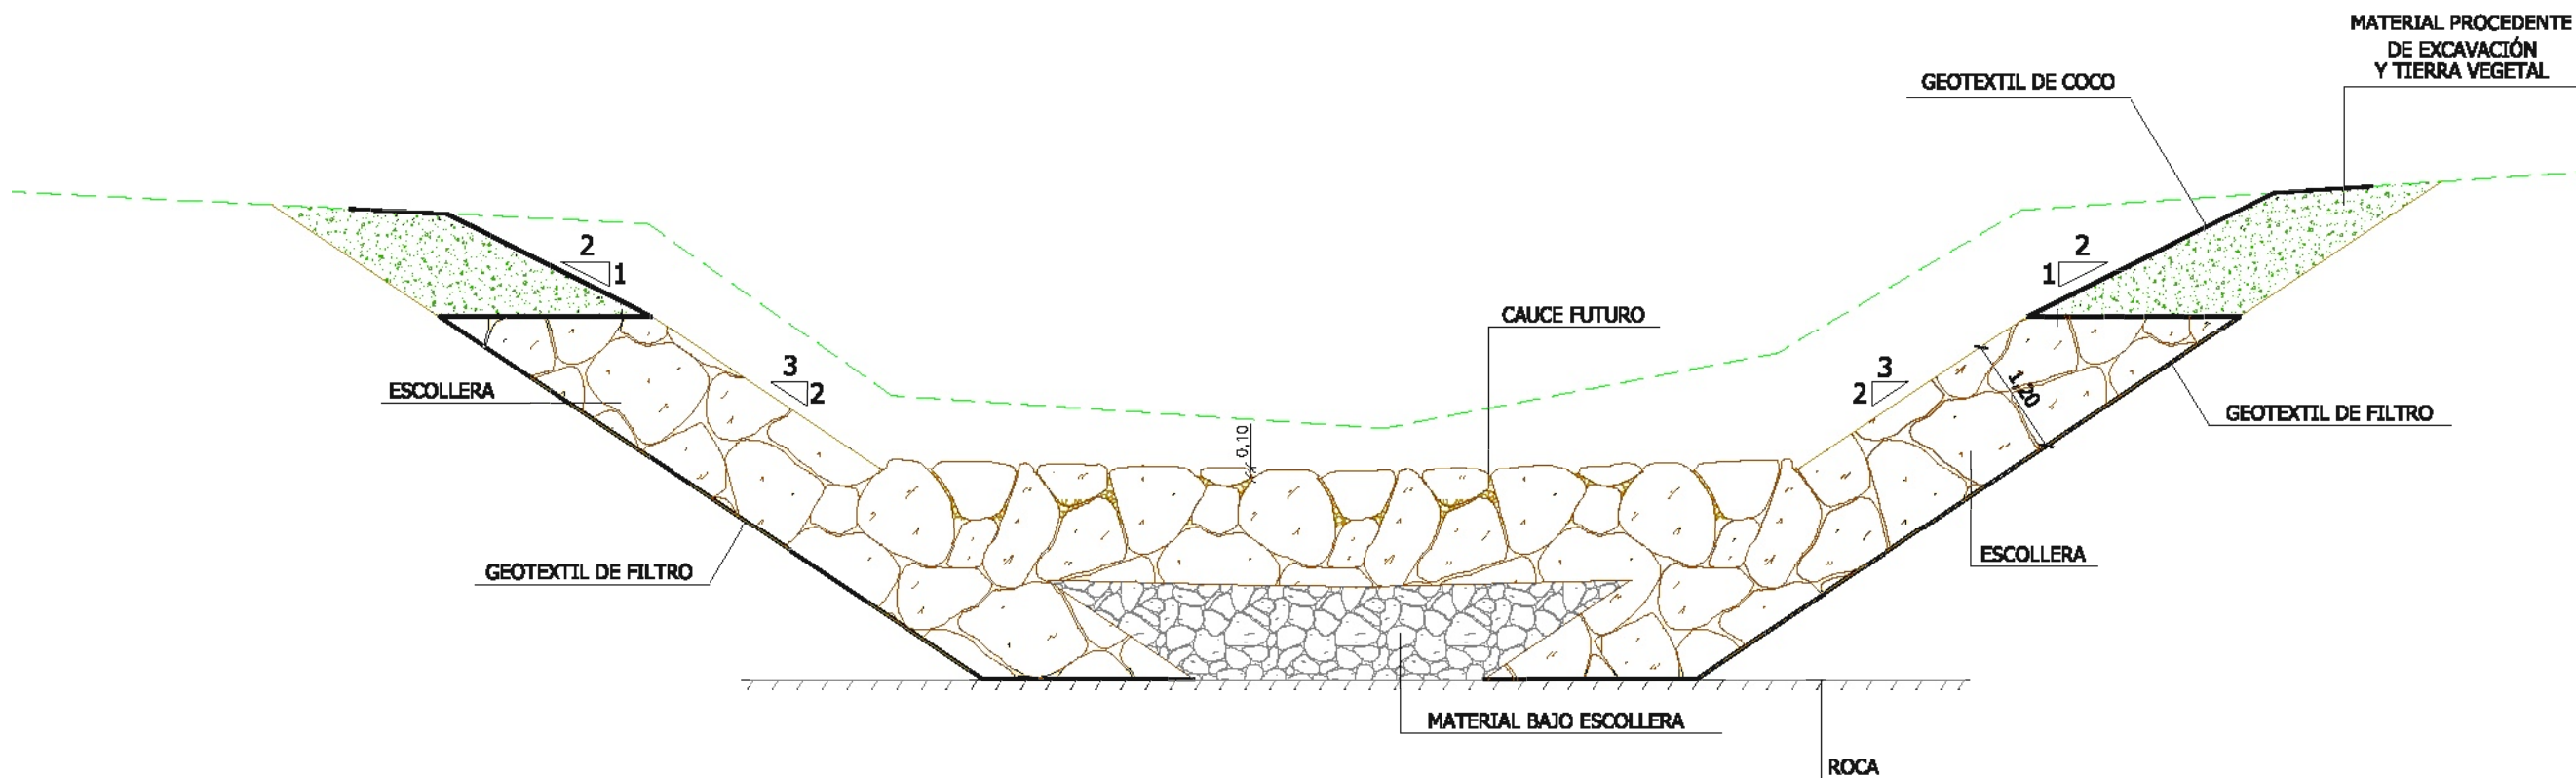 MATERIAL PROCEDENTE
DE EXCAVACIÓN
Y TIERRA VEGETAL
GEOTEXTIL DE COCO
2
1
2
1
CAUCE FUTURO
3
2
3
2
1,20
ESCOLLERA
GEOTEXTIL DE FILTRO
0,10
ESCOLLERA
GEOTEXTIL DE FILTRO
MATERIAL BAJO ESCOLLERA
ROCA